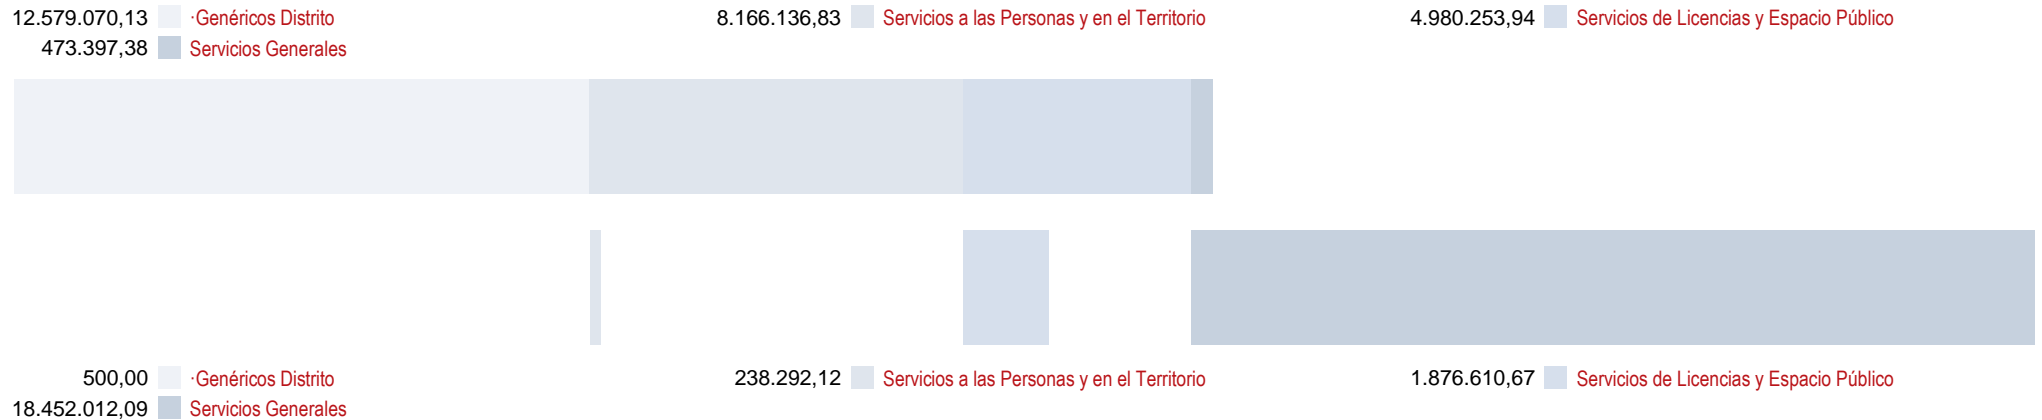 12.579.070,13 ·Genéricos Distrito 8.166.136,83 Servicios a las Personas y en el Territorio 4.980.253,94 Servicios de Licencias y Espacio Público
473.397,38 Servicios Generales
500,00 ·Genéricos Distrito 238.292,12 Servicios a las Personas y en el Territorio 1.876.610,67 Servicios de Licencias y Espacio Público
18.452.012,09 Servicios Generales